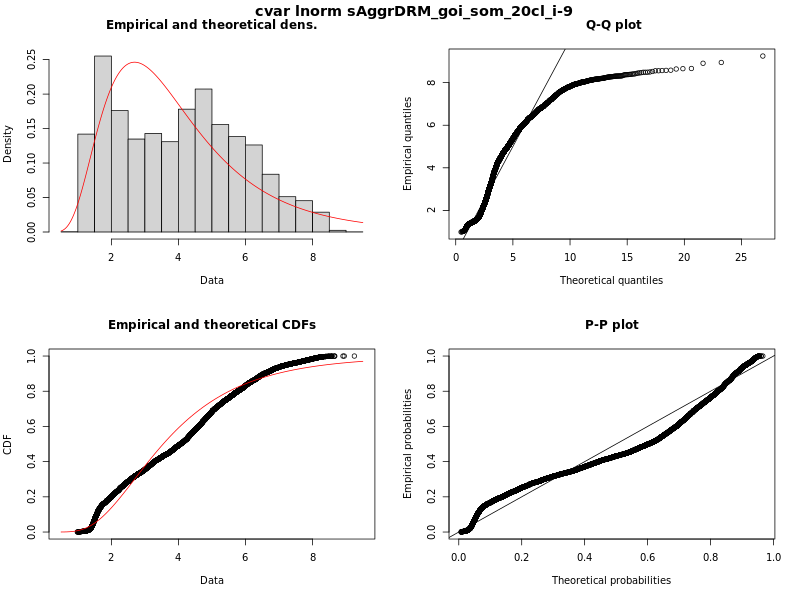 cvar lnorm sAggrDRM_goi_som_20cl_i-9
Empirical and theoretical dens.
Density
0.00 0.05 0.10 0.15 0.20 0.25
2 4 6 8
Data
Q-Q plot
Empirical quantiles
2 4 6 8
0 5 10 15 20 25
Theoretical quantiles
Empirical and theoretical CDFs
CDF
0.0 0.2 0.4 0.6 0.8 1.0
2 4 6 8
Data
P-P plot
Empirical probabilities
0.0 0.2 0.4 0.6 0.8 1.0
0.0 0.2 0.4 0.6 0.8 1.0
Theoretical probabilities